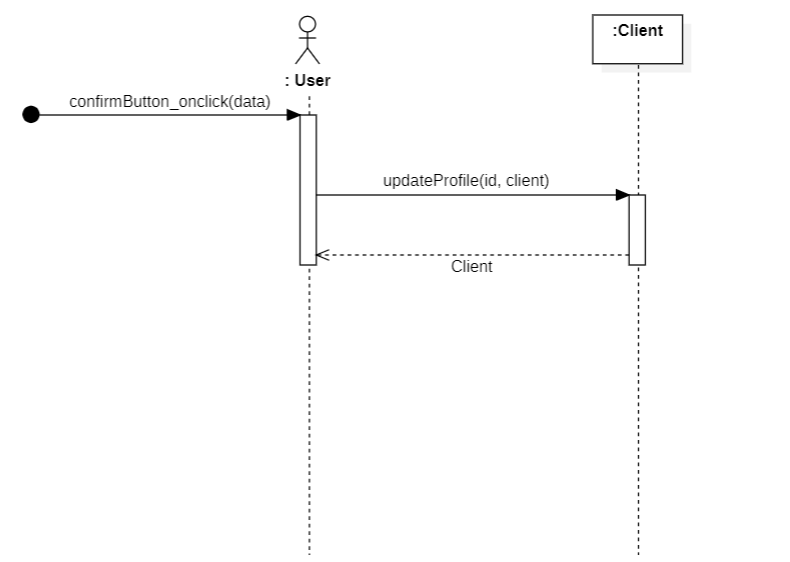 :Client
: User
confirmButton_onclick(data)
updateProfile(id, client)
Client